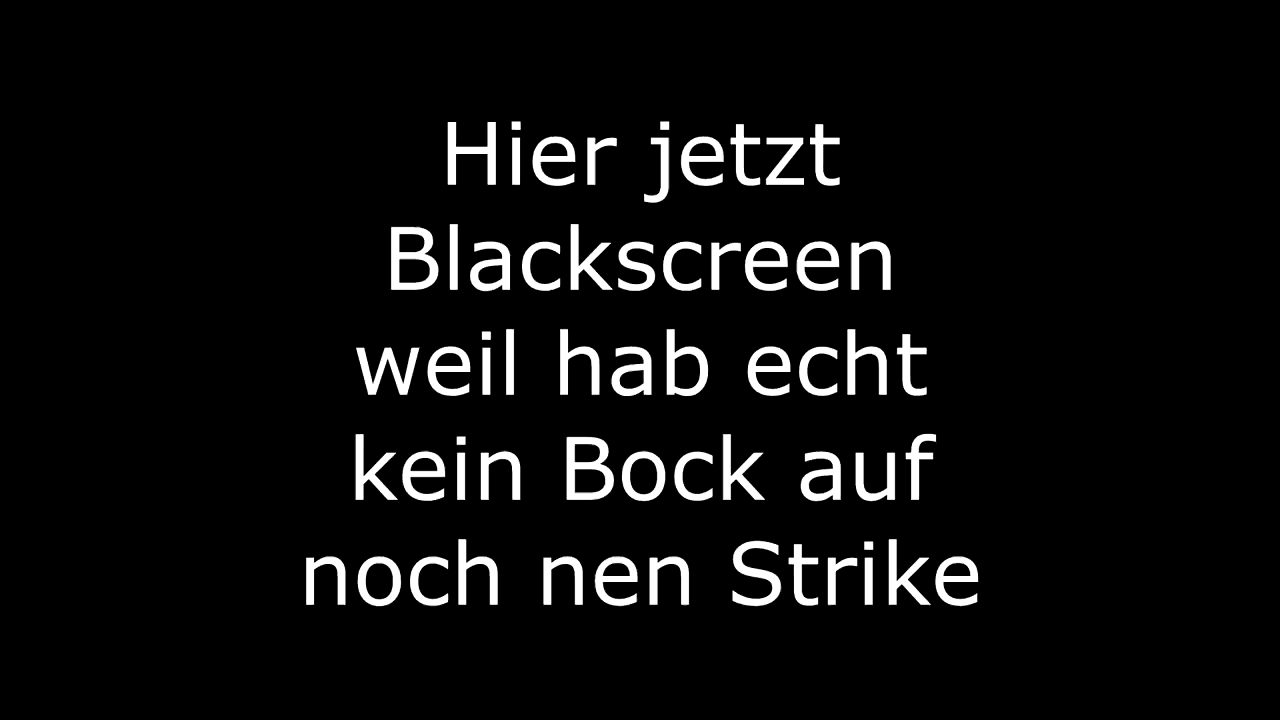 Hier jetzt
Blackscreen
weil hab echt
kein Bock auf
noch nen Strike